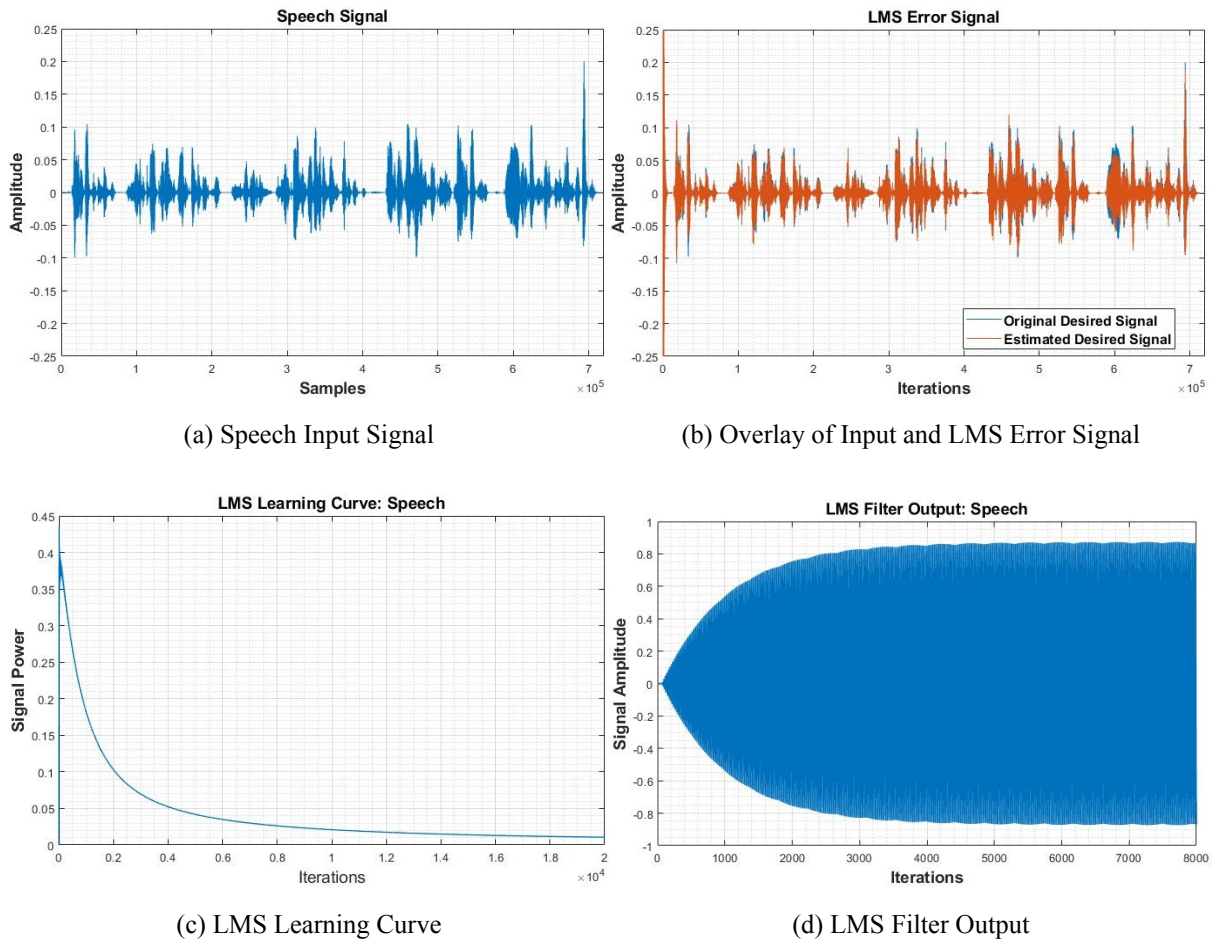 Speech Signal
0.25
0.2
0.15
0.1
0.05
0
-0.05
-0.1
-0.15
-0.2
-0.25
Amplitude
0 1 2 3 4 5 6 7
×10⁵
Samples
(a) Speech Input Signal
LMS Error Signal
0.25
0.2
0.15
0.1
0.05
0
-0.05
-0.1
-0.15
-0.2
-0.25
Amplitude
Original Desired Signal
Estimated Desired Signal
0 1 2 3 4 5 6 7
×10⁵
Iterations
(b) Overlay of Input and LMS Error Signal
LMS Learning Curve: Speech
0.45
0.4
0.35
0.3
0.25
0.2
0.15
0.1
0.05
0
Signal Power
0 0.2 0.4 0.6 0.8 1 1.2 1.4 1.6 1.8 2
×10⁴
Iterations
(c) LMS Learning Curve
LMS Filter Output: Speech
1
0.8
0.6
0.4
0.2
0
-0.2
-0.4
-0.6
-0.8
-1
Signal Amplitude
0 1000 2000 3000 4000 5000 6000 7000 8000
Iterations
(d) LMS Filter Output